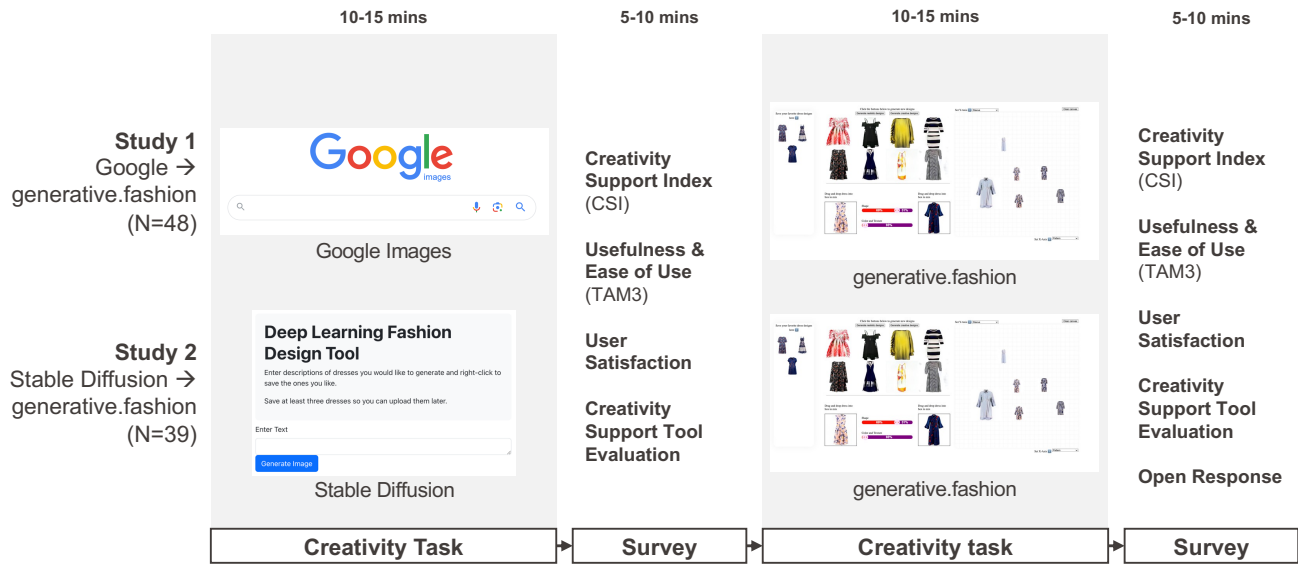 10-15 mins
5-10 mins
10-15 mins
5-10 mins
Study 1
Google →
generative.fashion
(N=48)
Google
images
Google Images
Creativity
Support Index
(CSI)
Usefulness &
Ease of Use
(TAM3)
User
Satisfaction
Creativity
Support Tool
Evaluation
generative.fashion
Creativity
Support Index
(CSI)
Usefulness &
Ease of Use
(TAM3)
User
Satisfaction
Creativity
Support Tool
Evaluation
Open Response
Study 2
Stable Diffusion →
generative.fashion
(N=39)
Deep Learning Fashion
Design Tool
Enter descriptions of dresses you would like to generate and right-click to
save the ones you like.
Save at least three dresses so you can upload them later.
Enter Text
Generate Image
Stable Diffusion
generative.fashion
Creativity Task
Survey
Creativity task
Survey